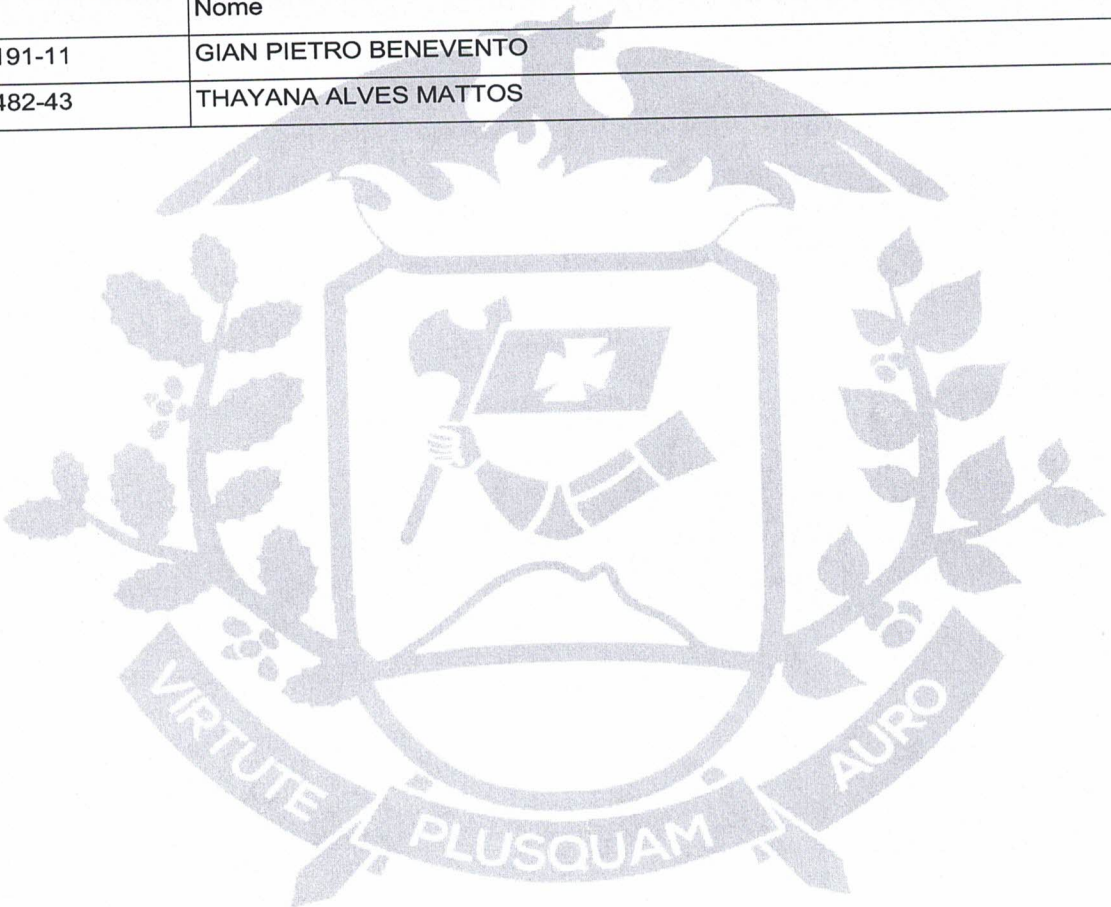 Nome
191-11 GIAN PIETRO BENEVENTO
482-43 THAYANA ALVES MATTOS
VIRTUTE PLUSQUAM AURO